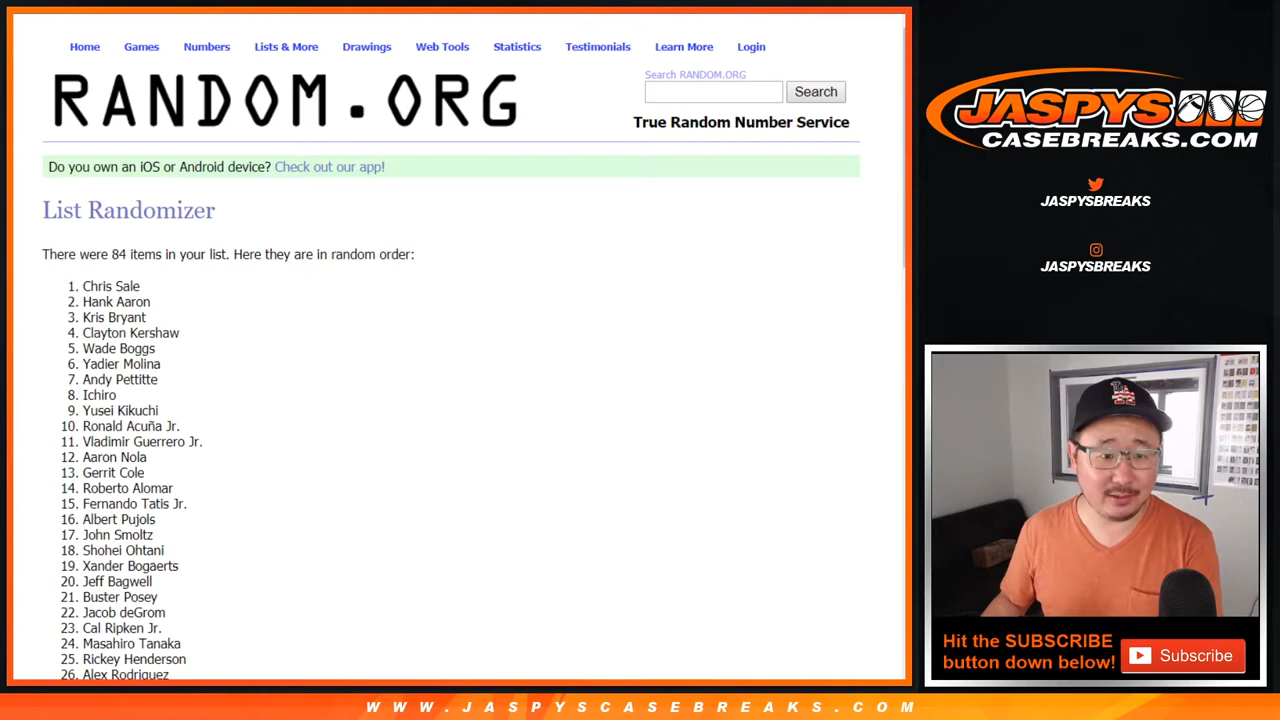 Home Games Numbers Lists & More Drawings Web Tools Statistics Testimonials Learn More Login
RANDOM.ORG
Search RANDOM.ORG
Search
True Random Number Service
Do you own an iOS or Android device? Check out our app!
List Randomizer
There were 84 items in your list. Here they are in random order:
1. Chris Sale
2. Hank Aaron
3. Kris Bryant
4. Clayton Kershaw
5. Wade Boggs
6. Yadier Molina
7. Andy Pettitte
8. Ichiro
9. Yusei Kikuchi
10. Ronald Acuña Jr.
11. Vladimir Guerrero Jr.
12. Aaron Nola
13. Gerrit Cole
14. Roberto Alomar
15. Fernando Tatis Jr.
16. Albert Pujols
17. John Smoltz
18. Shohei Ohtani
19. Xander Bogaerts
20. Jeff Bagwell
21. Buster Posey
22. Jacob deGrom
23. Cal Ripken Jr.
24. Masahiro Tanaka
25. Rickey Henderson
26. Alex Rodriguez
JASPYS
CASEBREAKS.COM
JASPYSBREAKS
JASPYSBREAKS
Hit the SUBSCRIBE
button down below!
Subscribe
WWW.JASPYSCASEBREAKS.COM